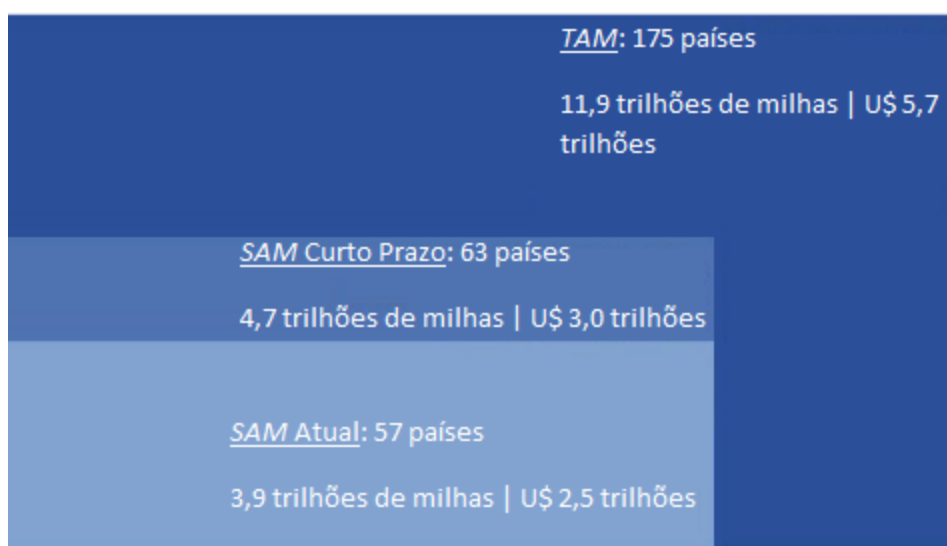 TAM: 175 países
11,9 trilhões de milhas | U$ 5,7
trilhões
SAM Curto Prazo: 63 países
4,7 trilhões de milhas | U$ 3,0 trilhões
SAM Atual: 57 países
3,9 trilhões de milhas | U$ 2,5 trilhões